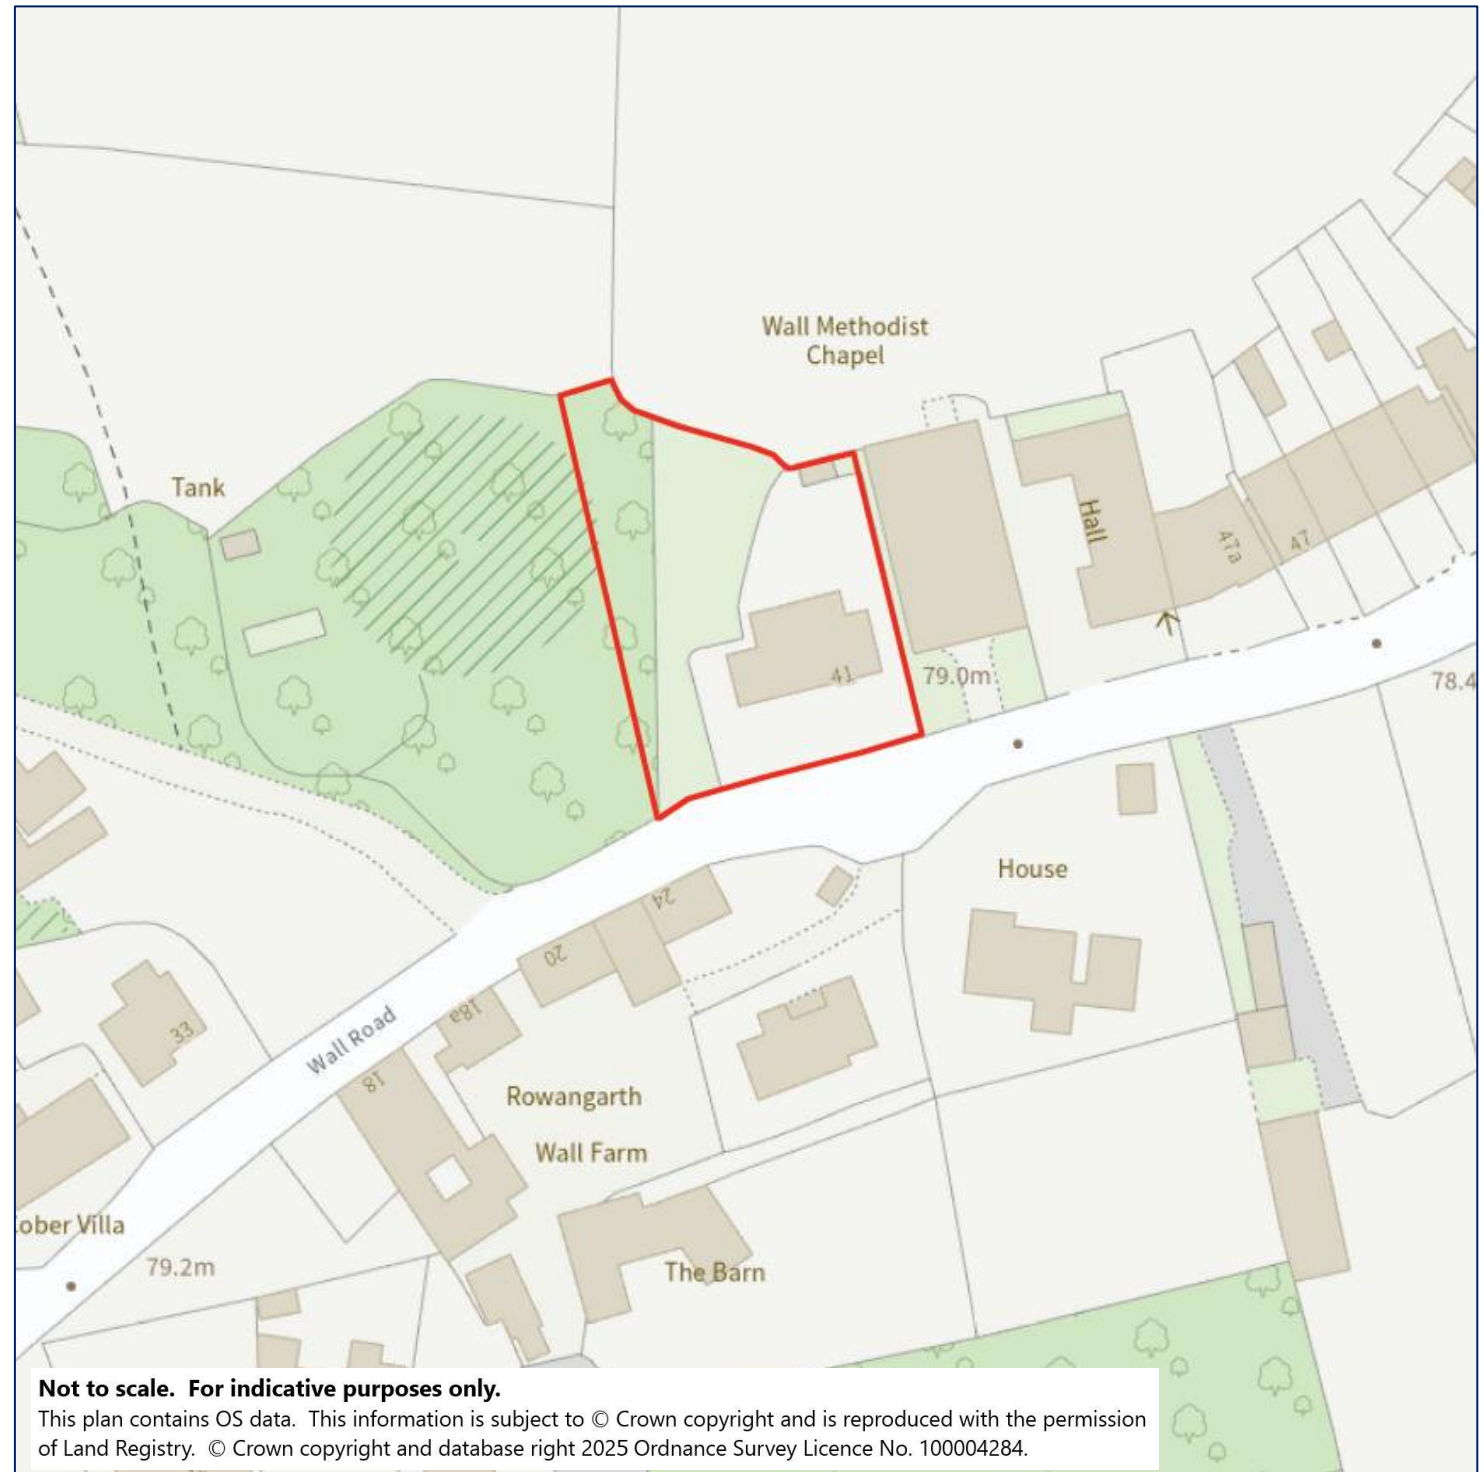 Wall Methodist
Chapel
Tank
Hall
47a
47
41
79.0m
78.4
House
24
20
18a
33
Wall Road
18
Rowangarth
Wall Farm
ober Villa
79.2m
The Barn
Not to scale. For indicative purposes only.
This plan contains OS data. This information is subject to © Crown copyright and is reproduced with the permission
of Land Registry. © Crown copyright and database right 2025 Ordnance Survey Licence No. 100004284.